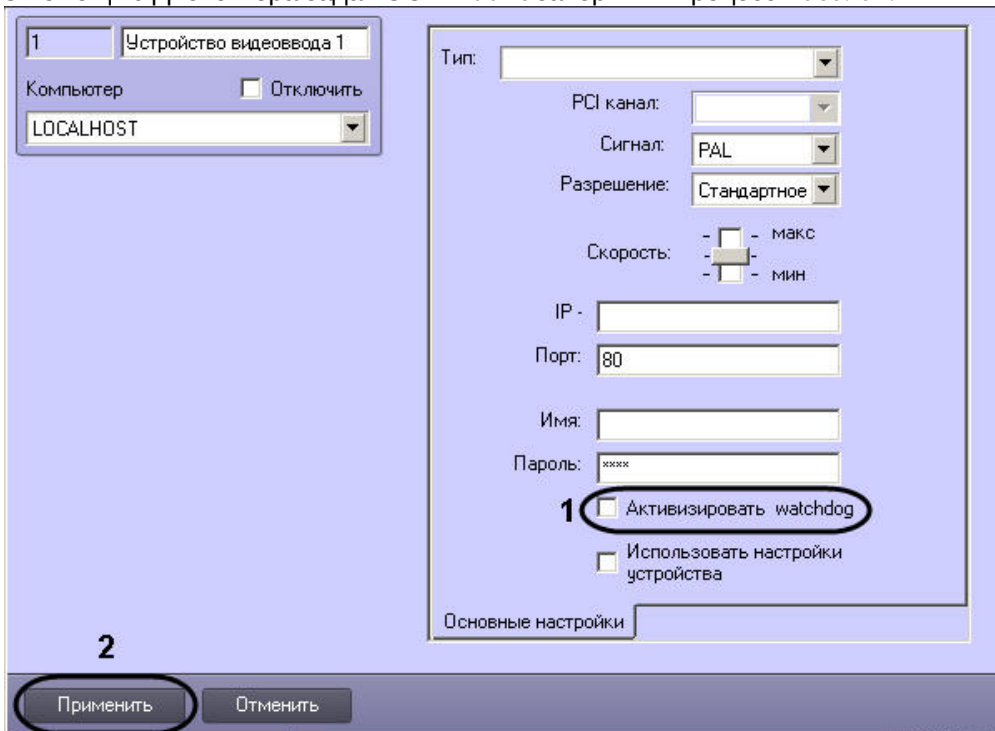 1 Устройство видеоввода 1
Компьютер Отключить
LOCALHOST
Тип:
PCI канал:
Сигнал: PAL
Разрешение: Стандартное
Скорость: - - макс
- -
- - мин
IP -
Порт: 80
Имя:
Пароль: ****
1 Активизировать watchdog
Использовать настройки
устройства
Основные настройки
2
Применить Отменить